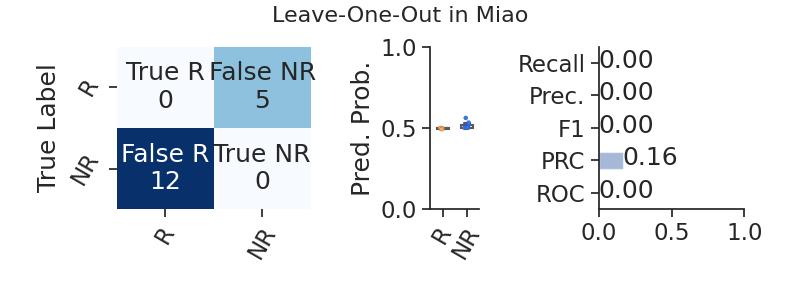 Leave-One-Out in Miao
True Label
R
NR
True R
0
False NR
5
False R
12
True NR
0
R
NR
Pred. Prob.
1.0
0.5
0.0
R
NR
Recall
0.00
Prec.
0.00
F1
0.00
PRC
0.16
ROC
0.00
0.0
0.5
1.0